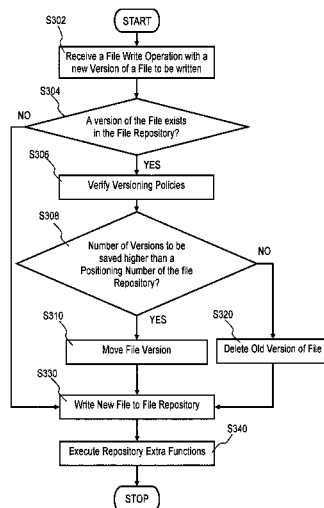 START
S302
Receive a File Write Operation with a
new Version of a File to be written
S304
NO
A version of the File exists
in the File Repository?
YES
S306
Verify Versioning Policies
S308
Number of Versions to be
saved higher than a
Positioning Number of the file
Repository?
NO
YES
S310
Move File Version
S320
Delete Old Version of File
S330
Write New File to File Repository
S340
Execute Repository Extra Functions
STOP